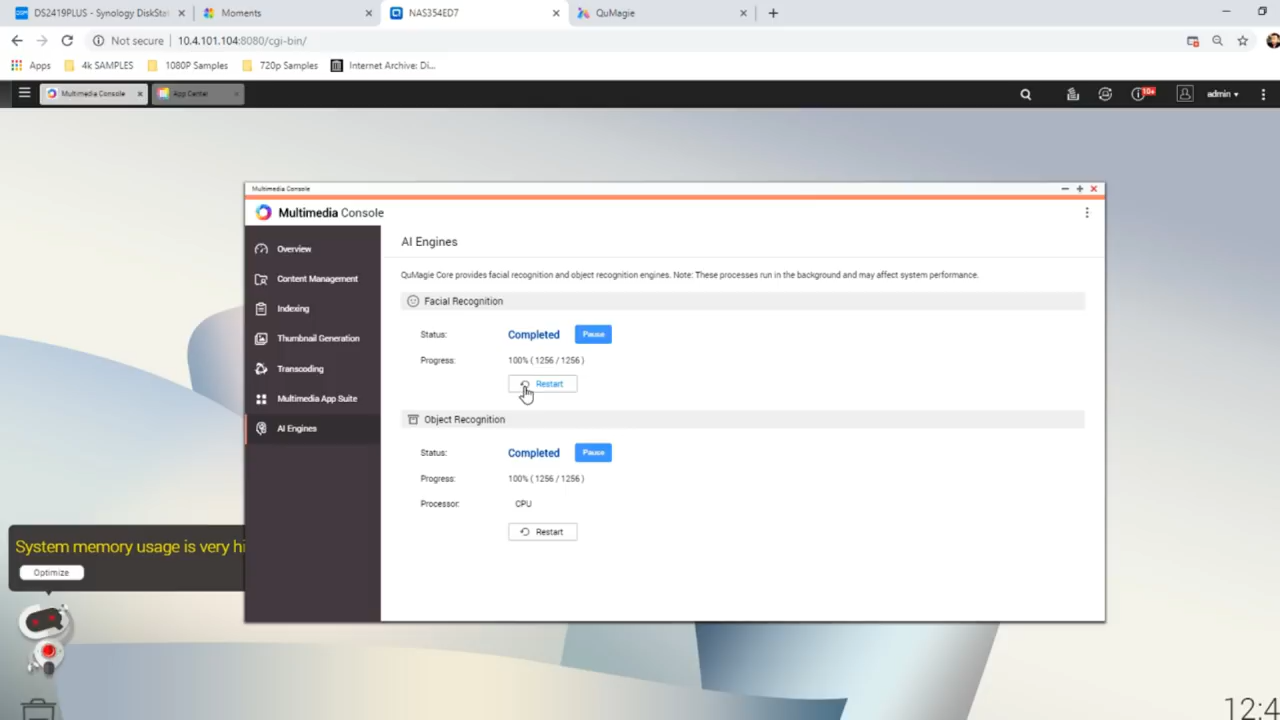 DS2419PLUS - Synology DiskStat
Moments
NAS354ED7
QuMagie
Not secure | 10.4.101.104:8080/cgi-bin/
Apps
4k SAMPLES
1080P Samples
720p Samples
Internet Archive: Di...
Multimedia Console
App Center
10+
admin
Multimedia Console
Multimedia Console
Overview
Content Management
Indexing
Thumbnail Generation
Transcoding
Multimedia App Suite
AI Engines
AI Engines
QuMagie Core provides facial recognition and object recognition engines. Note: These processes run in the background and may affect system performance.
Facial Recognition
Status: Completed Pause
Progress: 100% ( 1256 / 1256 )
Restart
Object Recognition
Status: Completed Pause
Progress: 100% ( 1256 / 1256 )
Processor: CPU
Restart
System memory usage is very hi
Optimize
12:4